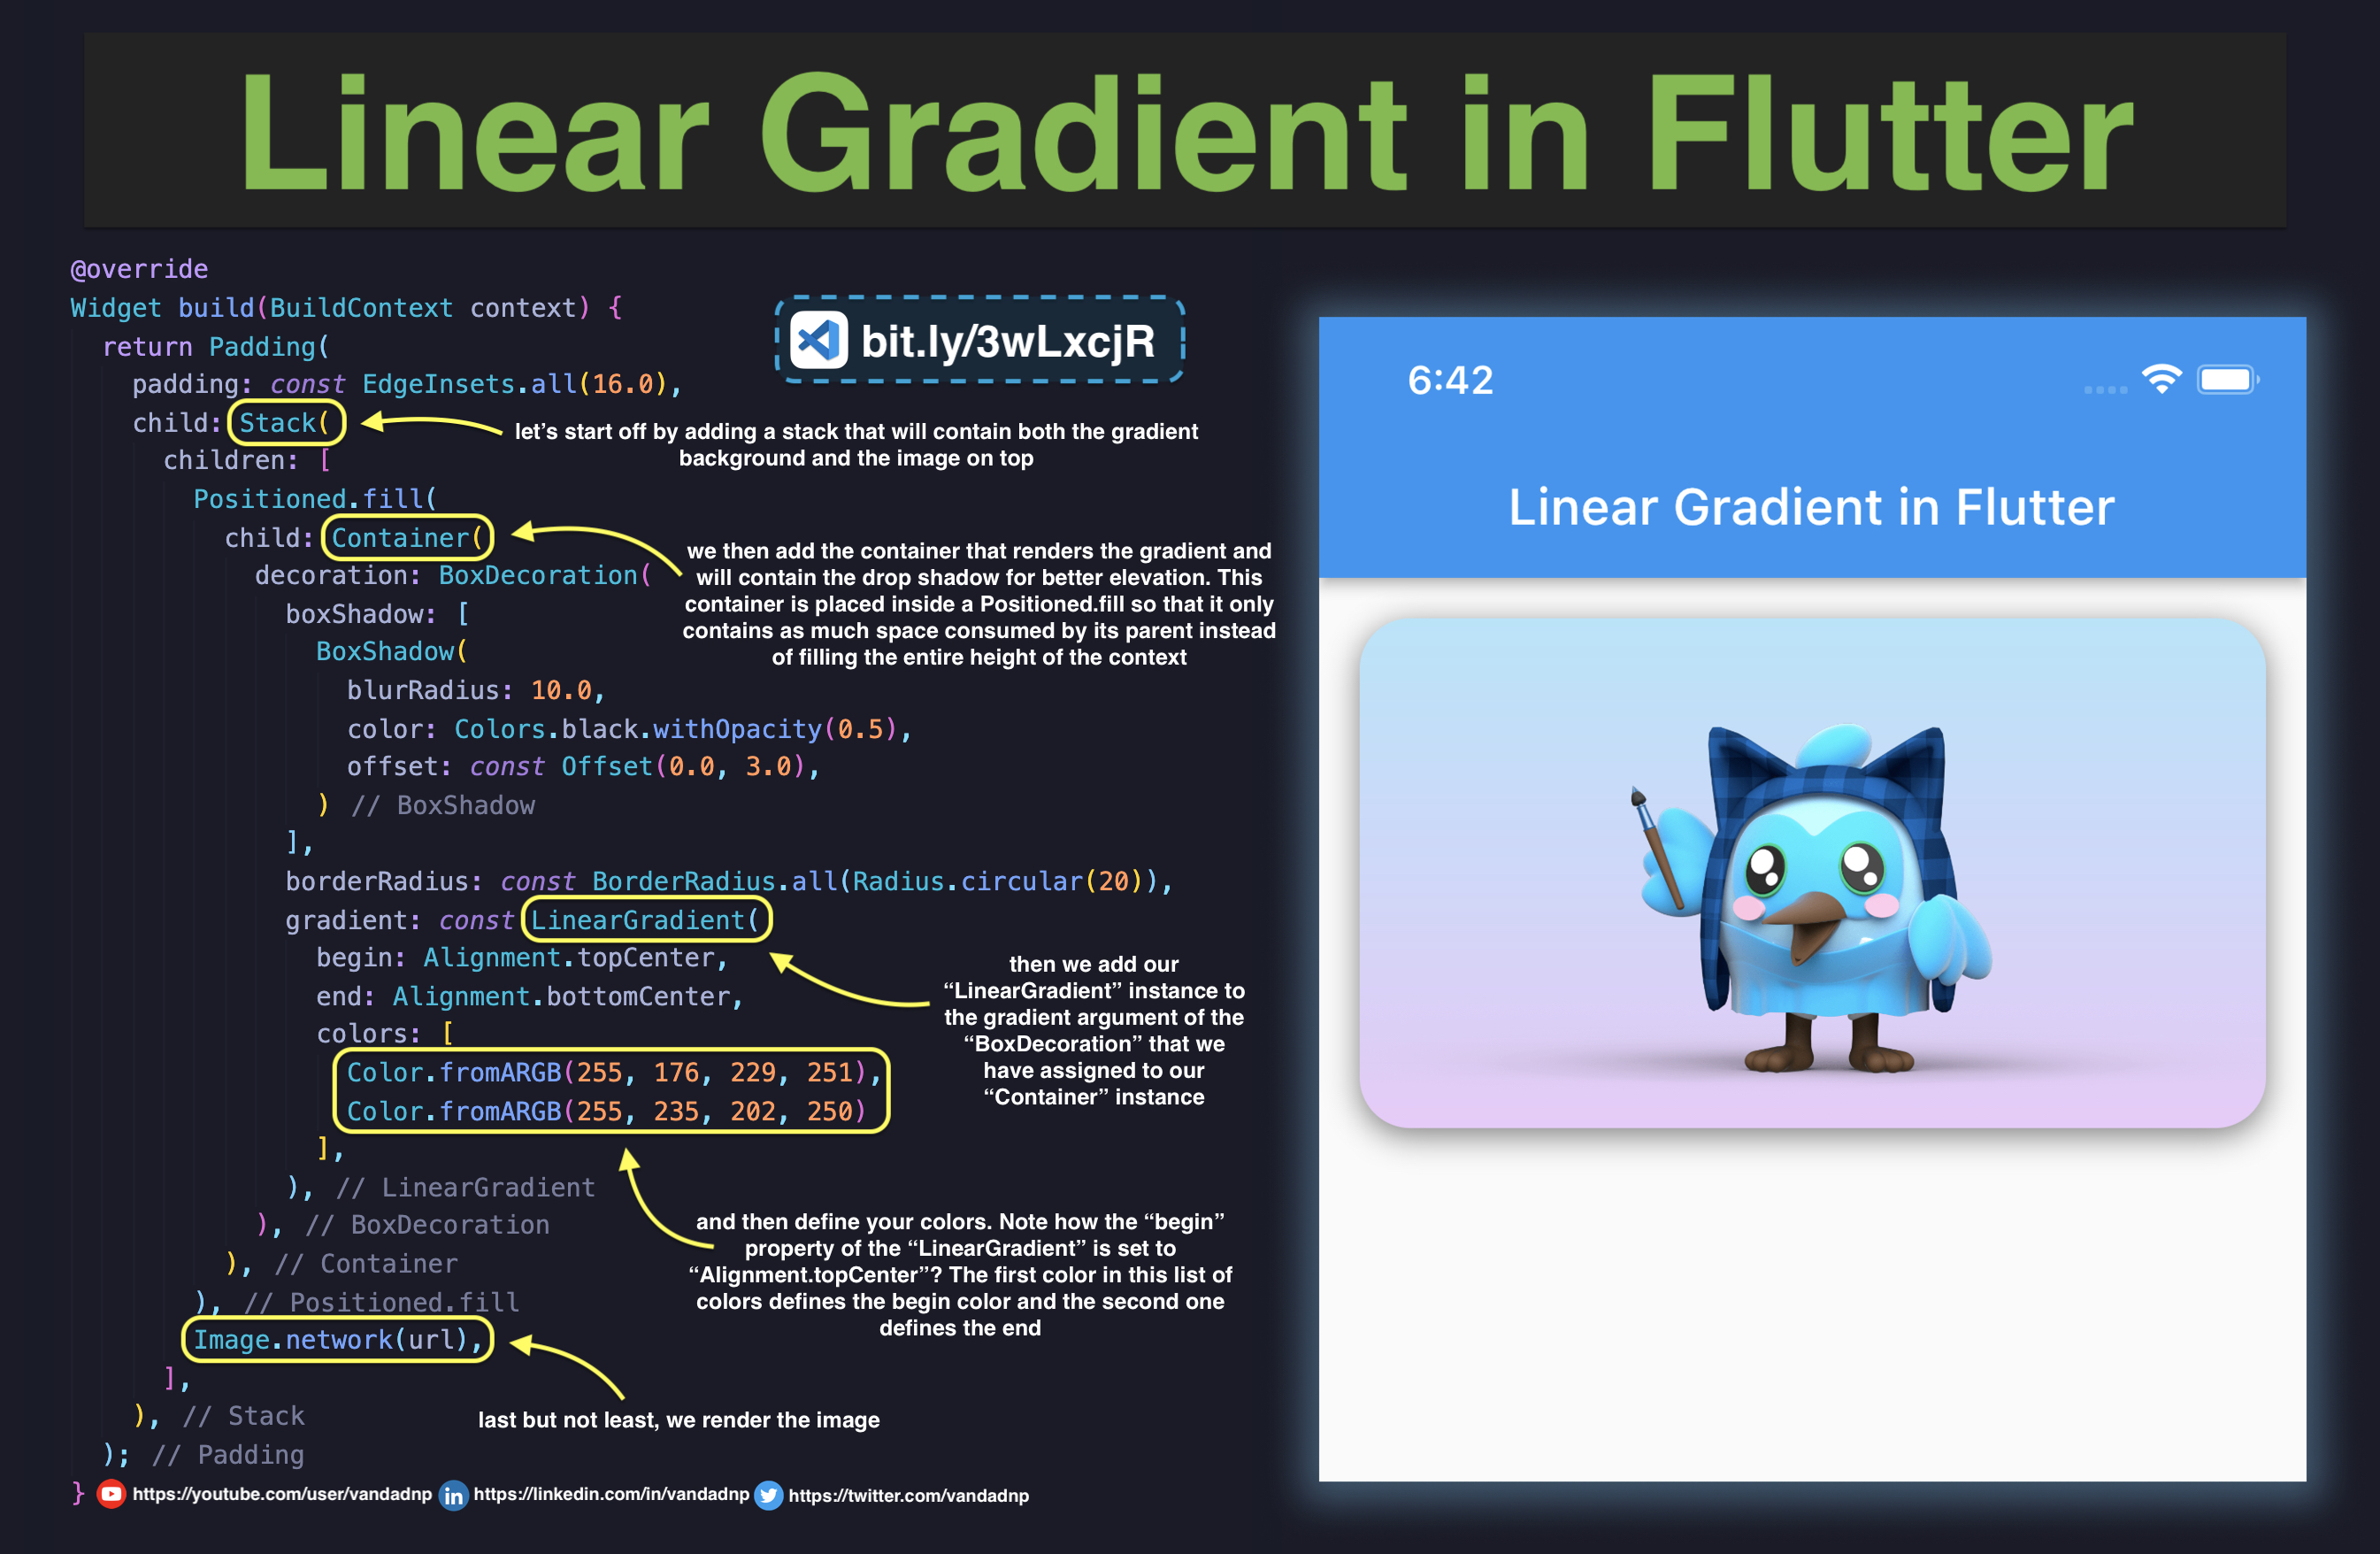 Linear Gradient in Flutter
@override
Widget build(BuildContext context) {
return Padding(
padding: const EdgeInsets.all(16.0),
child: Stack(
children: [
Positioned.fill(
child: Container(
decoration: BoxDecoration(
boxShadow: [
BoxShadow(
blurRadius: 10.0,
color: Colors.black.withOpacity(0.5),
offset: const Offset(0.0, 3.0),
) // BoxShadow
],
borderRadius: const BorderRadius.all(Radius.circular(20)),
gradient: const LinearGradient(
begin: Alignment.topCenter,
end: Alignment.bottomCenter,
colors: [
Color.fromARGB(255, 176, 229, 251),
Color.fromARGB(255, 235, 202, 250)
],
), // LinearGradient
), // BoxDecoration
), // Container
), // Positioned.fill
Image.network(url),
],
), // Stack
); // Padding
}
bit.ly/3wLxcjR
let’s start off by adding a stack that will contain both the gradient
background and the image on top
we then add the container that renders the gradient and
will contain the drop shadow for better elevation. This
container is placed inside a Positioned.fill so that it only
contains as much space consumed by its parent instead
of filling the entire height of the context
then we add our
“LinearGradient” instance to
the gradient argument of the
“BoxDecoration” that we
have assigned to our
“Container” instance
and then define your colors. Note how the “begin”
property of the “LinearGradient” is set to
“Alignment.topCenter”? The first color in this list of
colors defines the begin color and the second one
defines the end
last but not least, we render the image
https://youtube.com/user/vandadnp in https://linkedin.com/in/vandadnp https://twitter.com/vandadnp
6:42
Linear Gradient in Flutter